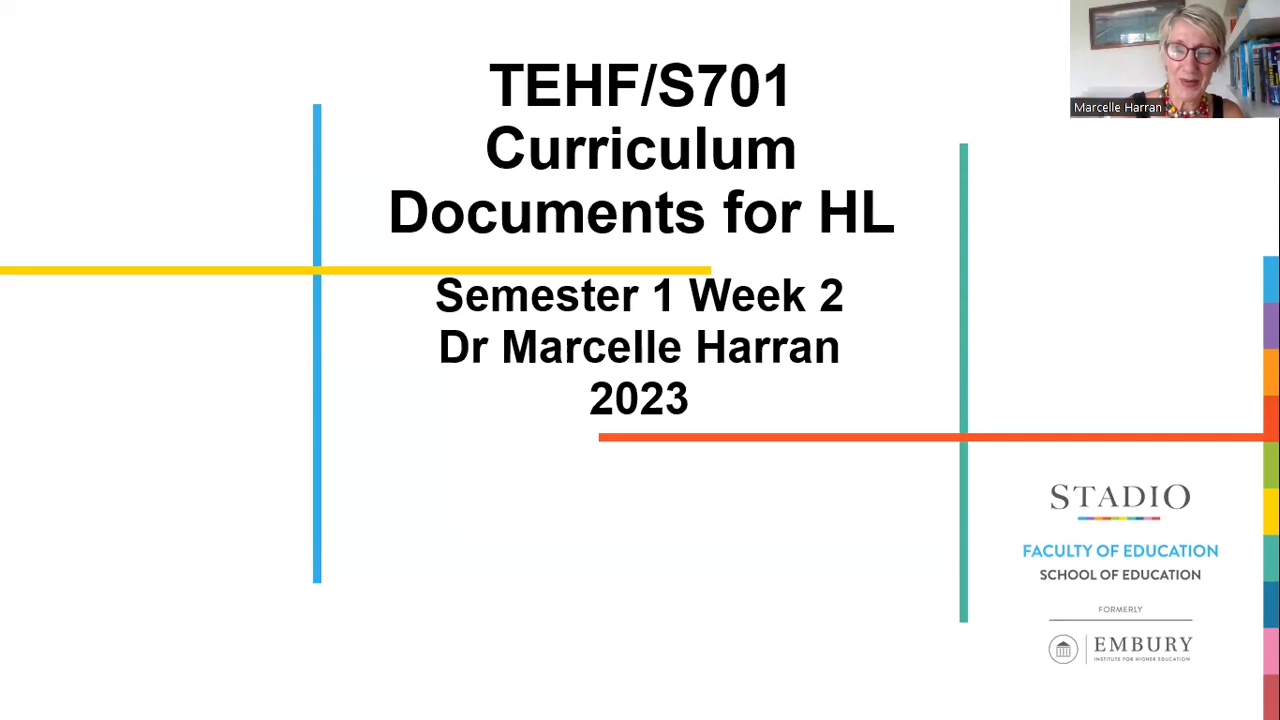 TEHF/S701
Curriculum
Documents for HL
Semester 1 Week 2
Dr Marcelle Harran
2023
Marcelle Harran
STADIO
FACULTY OF EDUCATION
SCHOOL OF EDUCATION
FORMERLY
EMBURY
INSTITUTE FOR HIGHER EDUCATION